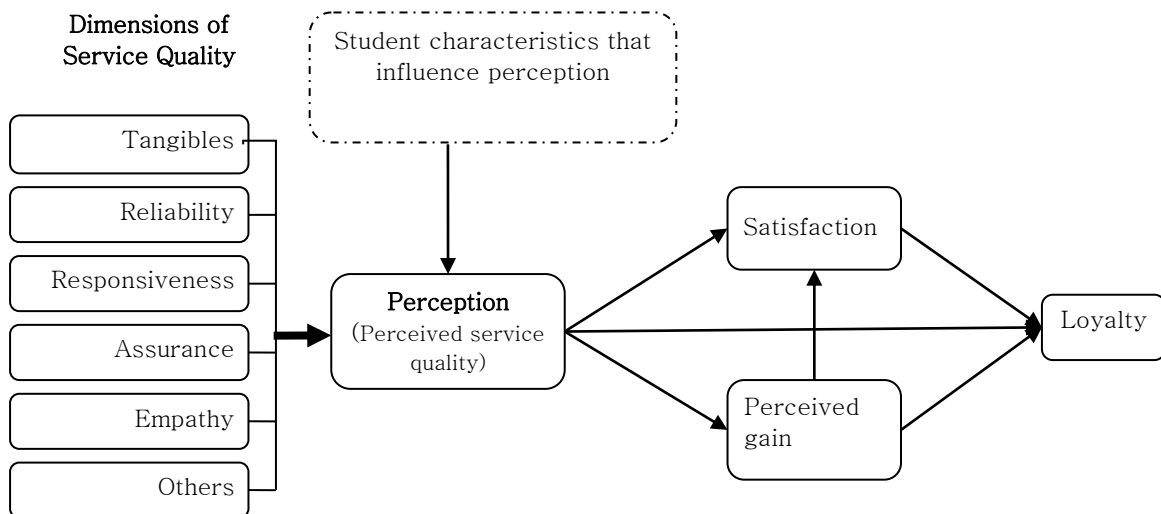 Dimensions of
Service Quality
Student characteristics that
influence perception
Tangibles
Reliability
Responsiveness
Assurance
Empathy
Others
Perception
(Perceived service
quality)
Satisfaction
Perceived
gain
Loyalty